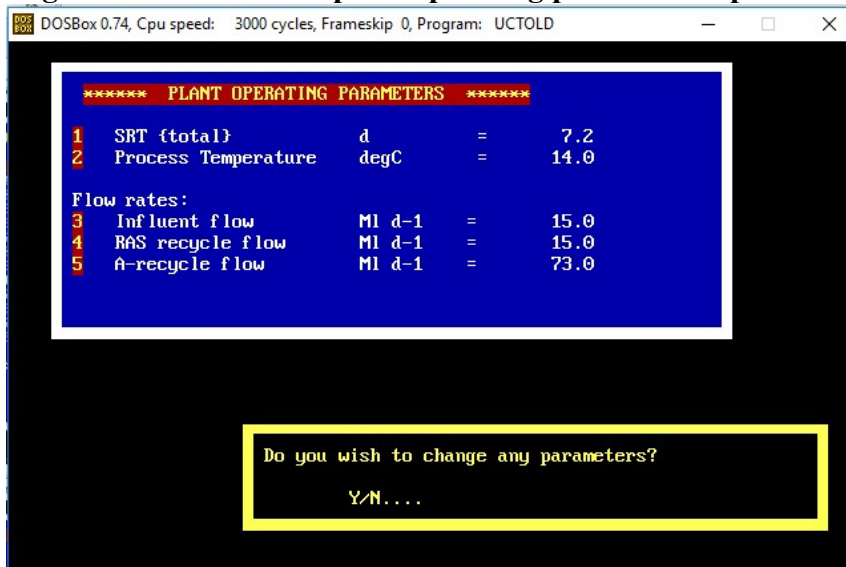 DOSBox 0.74, Cpu speed: 3000 cycles, Frameskip 0, Program: UCTOLD
****** PLANT OPERATING PARAMETERS ******
1 SRT {total} d = 7.2
2 Process Temperature degC = 14.0
Flow rates:
3 Influent flow Ml d-1 = 15.0
4 RAS recycle flow Ml d-1 = 15.0
5 A-recycle flow Ml d-1 = 73.0
Do you wish to change any parameters?
Y/N....